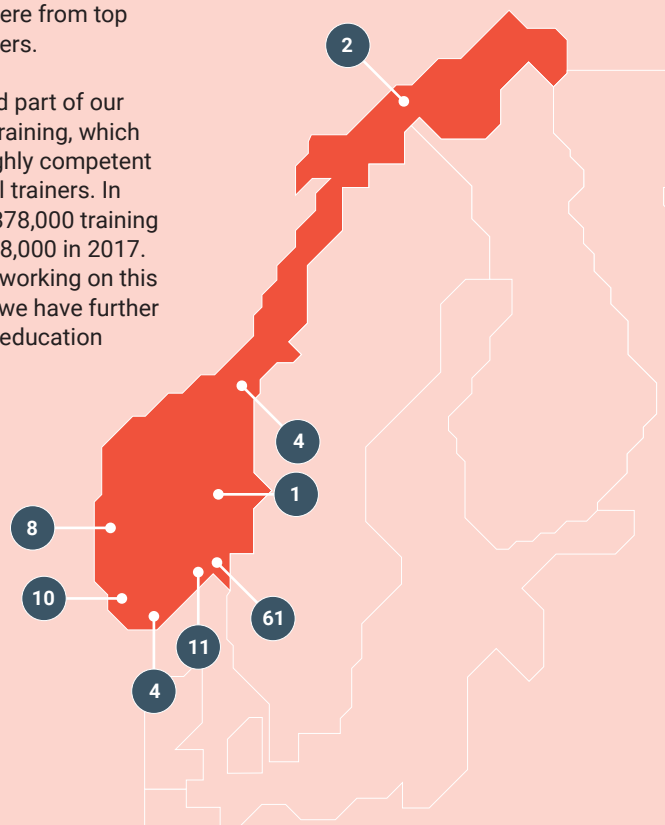 ere from top
ers.
d part of our
raining, which
ghly competent
l trainers. In
378,000 training
8,000 in 2017.
working on this
we have further
education
2
4
1
8
10
61
11
4